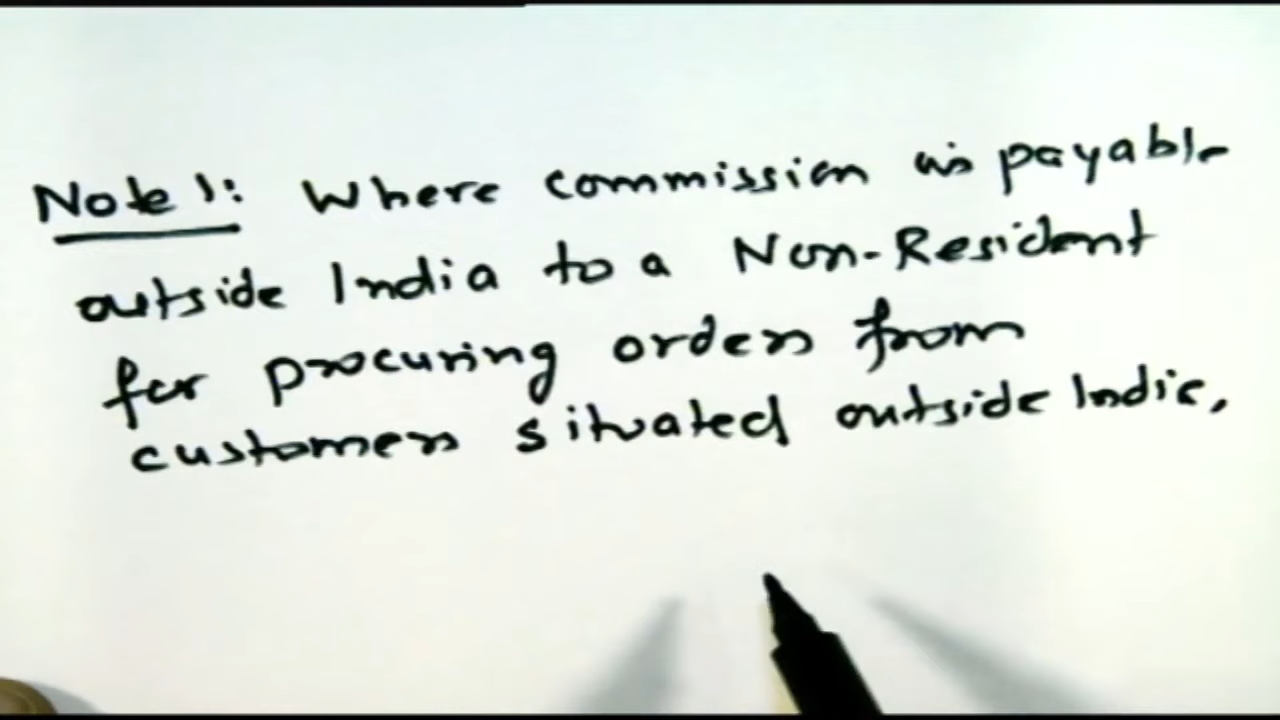 Note 1: Where commission is payable
outside India to a Non-Resident
for procuring orders from
customers situated outside India,